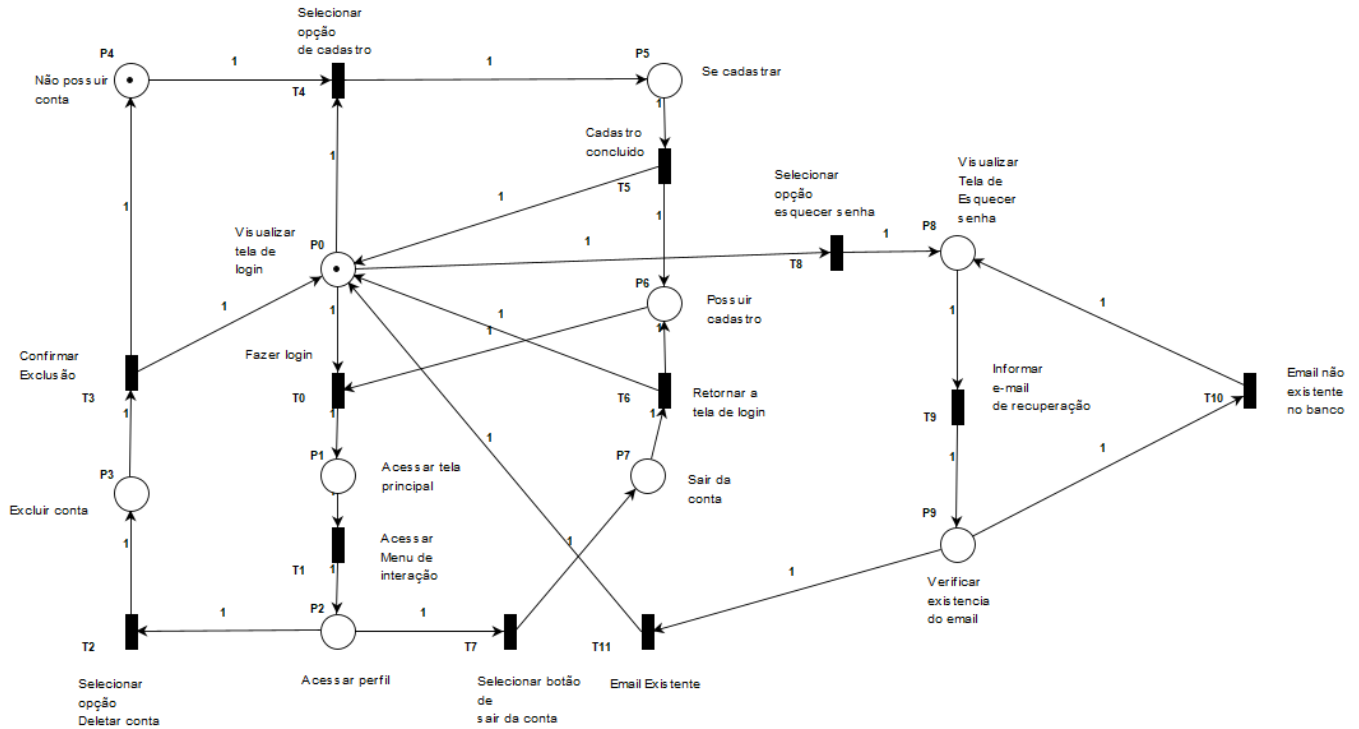 Selecionar
opção
de cadastro
P4
1
1
P5
Se cadastrar
Não possuir
conta
T4
1
Cadastro
concluido
1
T5
1
1
1
Visualizar
tela de
login
P0
Selecionar
opção
esquecer senha
Visualizar
Tela de
Esquecer
senha
P8
1
1
T8
1
P6
Possuir
cadastro
1
1
1
1
1
1
1
Confirmar
Exclusão
T3
Fazer login
T0
1
T6
1
Retornar a
tela de login
Informar
e-mail
de recuperação
T9
T10
Email não
existente
no banco
1
1
1
1
P3
Excluir conta
P1
Acessar tela
principal
P7
Sair da
conta
1
P9
1
1
T1
1
Acessar
Menu de
interação
1
Verificar
existencia
do email
1
P2
1
T2
T7
T11
Selecionar
opção
Deletar conta
Acessar perfil
Selecionar botão
de
sair da conta
Email Existente